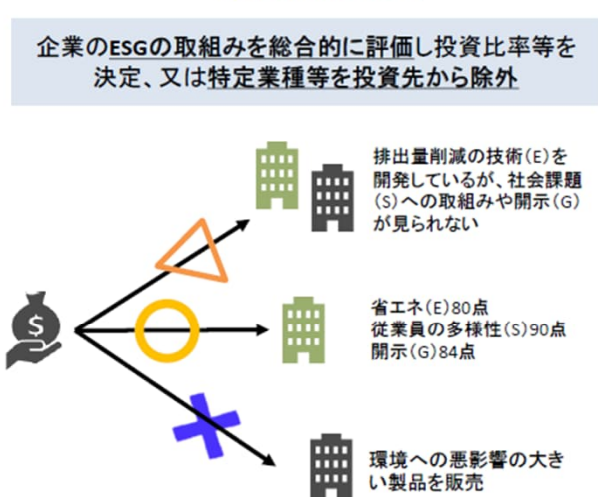 企業のESGの取組みを総合的に評価し投資比率等を
決定、又は特定業種等を投資先から除外
排出量削減の技術(E)を
開発しているが、社会課題
(S)への取組みや開示(G)
が見られない
$
省エネ(E)80点
従業員の多様性(S)90点
開示(G)84点
環境への悪影響の大き
い製品を販売